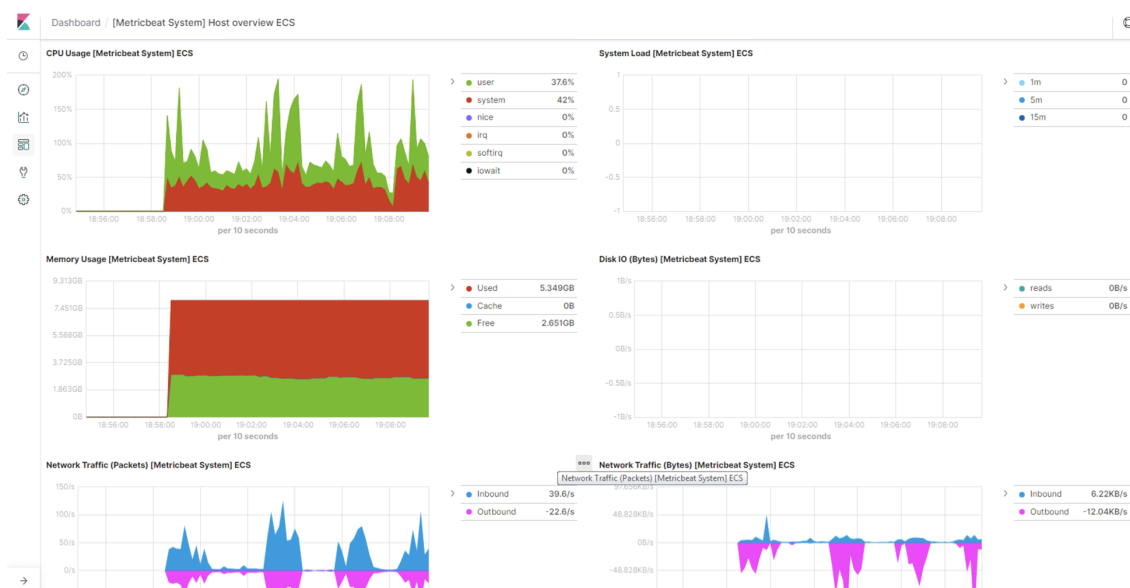 Dashboard / [Metricbeat System] Host overview ECS
CPU Usage [Metricbeat System] ECS
200%
150%
100%
50%
0%
18:56:00 18:58:00 19:00:00 19:02:00 19:04:00 19:06:00 19:08:00
per 10 seconds
user 37.6%
system 42%
nice 0%
irq 0%
softirq 0%
iowait 0%
System Load [Metricbeat System] ECS
1
0.5
0
-0.5
-1
18:56:00 18:58:00 19:00:00 19:02:00 19:04:00 19:06:00 19:08:00
per 10 seconds
1m 0
5m 0
15m 0
Memory Usage [Metricbeat System] ECS
9.313GB
7.451GB
5.588GB
3.725GB
1.863GB
0B
18:56:00 18:58:00 19:00:00 19:02:00 19:04:00 19:06:00 19:08:00
per 10 seconds
Used 5.349GB
Cache 0B
Free 2.651GB
Disk IO (Bytes) [Metricbeat System] ECS
1B/s
0.5B/s
0B/s
-0.5B/s
-1B/s
18:56:00 18:58:00 19:00:00 19:02:00 19:04:00 19:06:00 19:08:00
per 10 seconds
reads 0B/s
writes 0B/s
Network Traffic (Packets) [Metricbeat System] ECS
150/s
100/s
50/s
0/s
Inbound 39.6/s
Outbound -22.6/s
Network Traffic (Bytes) [Metricbeat System] ECS
Network Traffic (Packets) [Metricbeat System] ECS
48.828KB/s
0B/s
-48.828KB/s
Inbound 6.22KB/s
Outbound -12.04KB/s